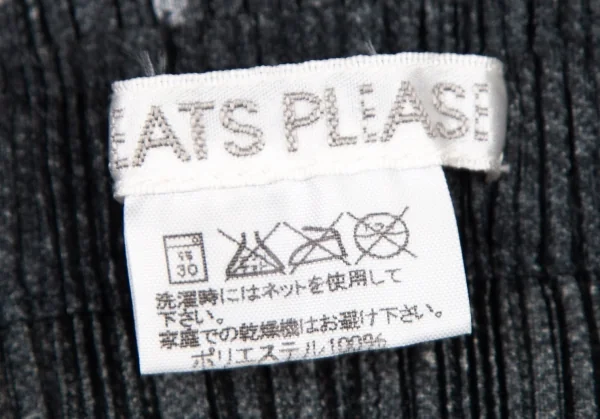 EATS PLEASE
弱
30
洗濯時にはネットを使用して
下さい。
家庭での乾燥機はお避け下さい。
ポリエステル100%